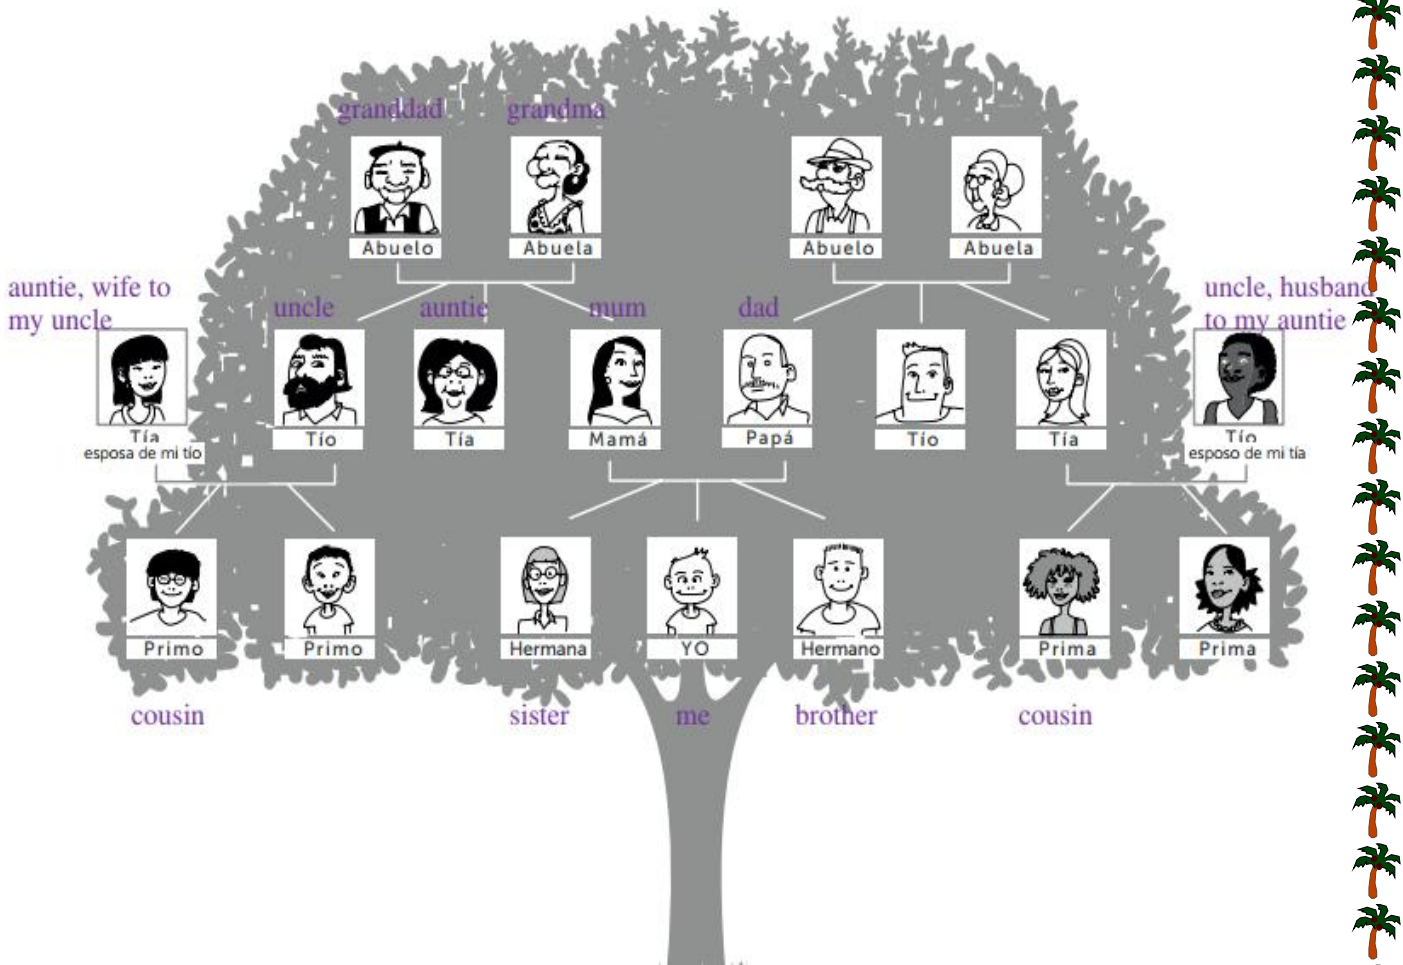 granddad grandma
Abuelo Abuela Abuelo Abuela
auntie, wife to
my uncle
uncle auntie mum dad
uncle, husband
to my auntie
Tía
esposa de mi tío
Tío Tía Mamá Papá Tío Tía
Tío
esposo de mi tía
Primo Primo Hermana YO Hermano Prima Prima
cousin sister me brother cousin